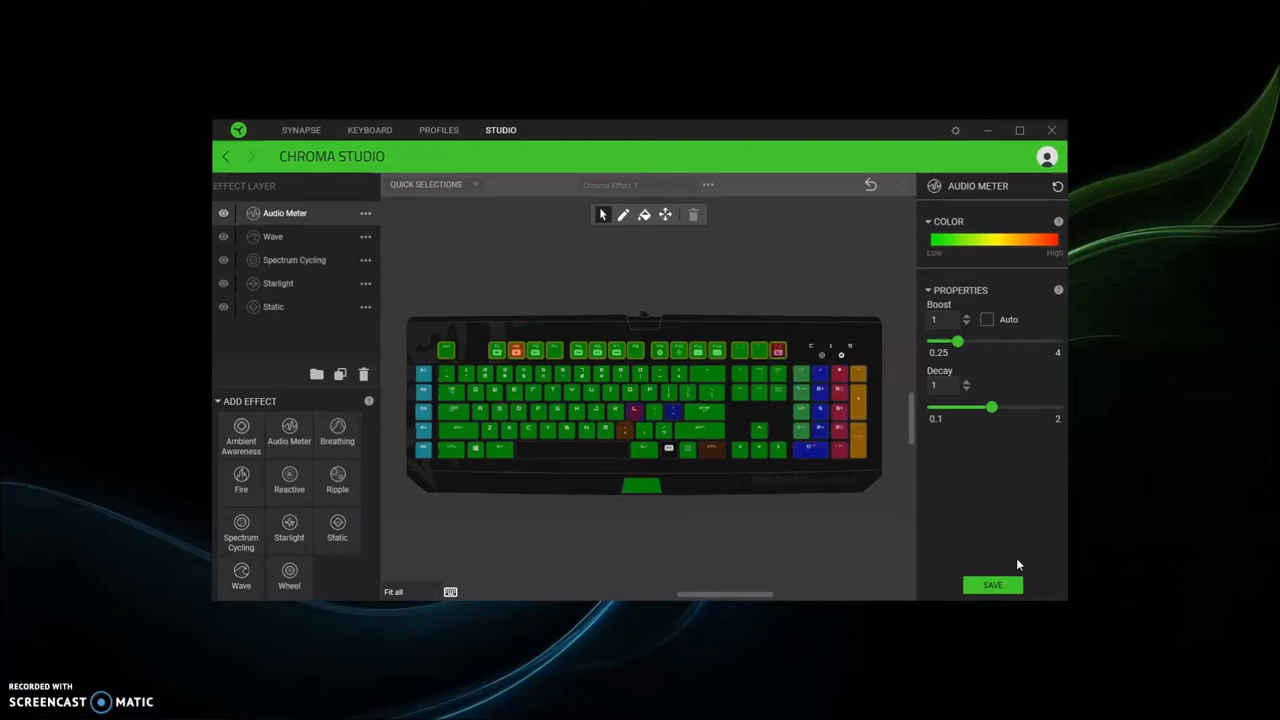 SYNAPSE KEYBOARD PROFILES STUDIO
CHROMA STUDIO
EFFECT LAYER
Audio Meter
Wave
Spectrum Cycling
Starlight
Static
ADD EFFECT
Ambient Awareness
Audio Meter
Breathing
Fire
Reactive
Ripple
Spectrum Cycling
Starlight
Static
Wave
Wheel
QUICK SELECTIONS
Chroma Effect 1
Fit all
AUDIO METER
COLOR
Low High
PROPERTIES
Boost
1 Auto
0.25 4
Decay
1
0.1 2
SAVE
RECORDED WITH
SCREENCAST MATIC